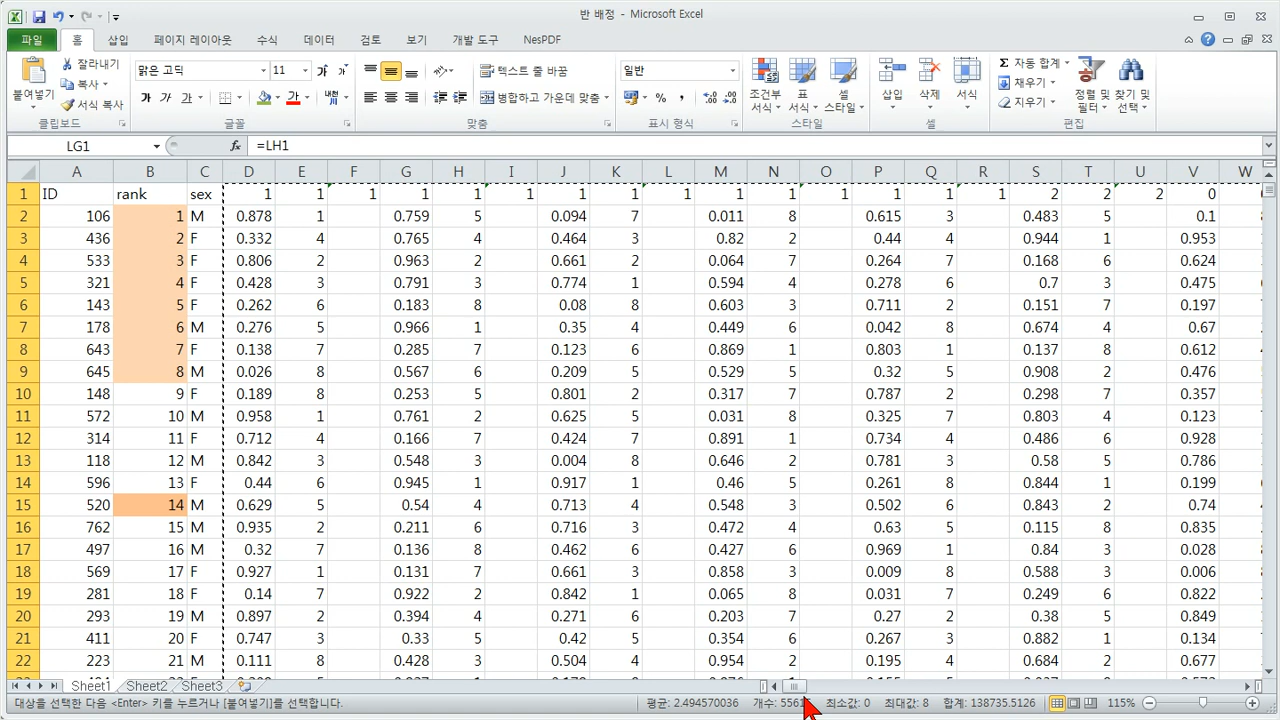 반 배정 - Microsoft Excel
파일 홈 삽입 페이지 레이아웃 수식 데이터 검토 보기 개발 도구 NesPDF
붙여넣기 잘라내기 복사 서식 복사 클립보드
맑은 고딕 11 가 가 가 가 가 가 내천 글꼴
텍스트 줄 바꿈 병합하고 가운데 맞춤 맞춤
일반 % , 표시 형식
조건부 서식 표 서식 셀 스타일 스타일
삽입 삭제 서식 셀
Σ 자동 합계 채우기 지우기 정렬 및 필터 찾기 및 선택 편집
LG1 fx =LH1
A B C D E F G H I J K L M N O P Q R S T U V W
1 ID rank sex 1 1 1 1 1 1 1 1 1 1 1 1 1 1 1 2 2 2 0
2 106 1 M 0.878 1 0.759 5 0.094 7 0.011 8 0.615 3 0.483 5 0.1
3 436 2 F 0.332 4 0.765 4 0.464 3 0.82 2 0.44 4 0.944 1 0.953
4 533 3 F 0.806 2 0.963 2 0.661 2 0.064 7 0.264 7 0.168 6 0.624
5 321 4 F 0.428 3 0.791 3 0.774 1 0.594 4 0.278 6 0.7 3 0.475
6 143 5 F 0.262 6 0.183 8 0.08 8 0.603 3 0.711 2 0.151 7 0.197
7 178 6 M 0.276 5 0.966 1 0.35 4 0.449 6 0.042 8 0.674 4 0.67
8 643 7 F 0.138 7 0.285 7 0.123 6 0.869 1 0.803 1 0.137 8 0.612
9 645 8 M 0.026 8 0.567 6 0.209 5 0.529 5 0.32 5 0.908 2 0.476
10 148 9 F 0.189 8 0.253 5 0.801 2 0.317 7 0.787 2 0.298 7 0.357
11 572 10 M 0.958 1 0.761 2 0.625 5 0.031 8 0.325 7 0.803 4 0.123
12 314 11 F 0.712 4 0.166 7 0.424 7 0.891 1 0.734 4 0.486 6 0.928
13 118 12 M 0.842 3 0.548 3 0.004 8 0.646 2 0.781 3 0.58 5 0.786
14 596 13 F 0.44 6 0.945 1 0.917 1 0.46 5 0.261 8 0.844 1 0.199
15 520 14 M 0.629 5 0.54 4 0.713 4 0.548 3 0.502 6 0.843 2 0.74
16 762 15 M 0.935 2 0.211 6 0.716 3 0.472 4 0.63 5 0.115 8 0.835
17 497 16 M 0.32 7 0.136 8 0.462 6 0.427 6 0.969 1 0.84 3 0.028
18 569 17 F 0.927 1 0.131 7 0.661 3 0.858 3 0.009 8 0.588 3 0.006
19 281 18 F 0.14 7 0.922 2 0.842 1 0.065 8 0.031 7 0.249 6 0.822
20 293 19 M 0.897 2 0.394 4 0.271 6 0.203 7 0.27 2 0.38 5 0.849
21 411 20 F 0.747 3 0.33 5 0.42 5 0.354 6 0.267 3 0.882 1 0.134
22 223 21 M 0.111 8 0.428 3 0.504 4 0.954 2 0.195 4 0.684 2 0.677
Sheet1 Sheet2 Sheet3
대상을 선택한 다음 <Enter> 키를 누르거나 [붙여넣기]를 선택합니다. 평균: 2.494570036 개수: 최소값: 0 최대값: 8 합계: 138735.5126 115%